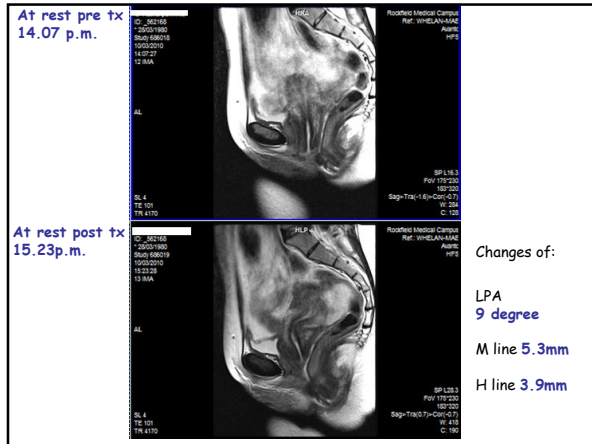 At rest pre tx
14.07 p.m.
ID: _562168
* 28/03/1980
Study 686018
10/03/2010
14:07:27
12 IMA
HRA
Rockfield Medical Campus
Ref.: WHELAN-MAE
Avanto
HFS
AIL
SL 4
TE 101
TR 4170
SP L16.3
FoV 175*230
183*320
Sag>Tra(-1.6)>Cor(-0.7)
W: 284
C: 128
At rest post tx
15.23p.m.
ID: _562168
* 28/03/1980
Study 686019
10/03/2010
15:23:28
13 IMA
HLP
Rockfield Medical Campus
Ref.: WHELAN-MAE
Avanto
HFS
AIL
SL 4
TE 101
TR 4170
SP L28.3
FoV 175*230
183*320
Sag>Tra(0.7)>Cor(-0.7)
W: 418
C: 190
Changes of:
LPA
9 degree
M line 5.3mm
H line 3.9mm